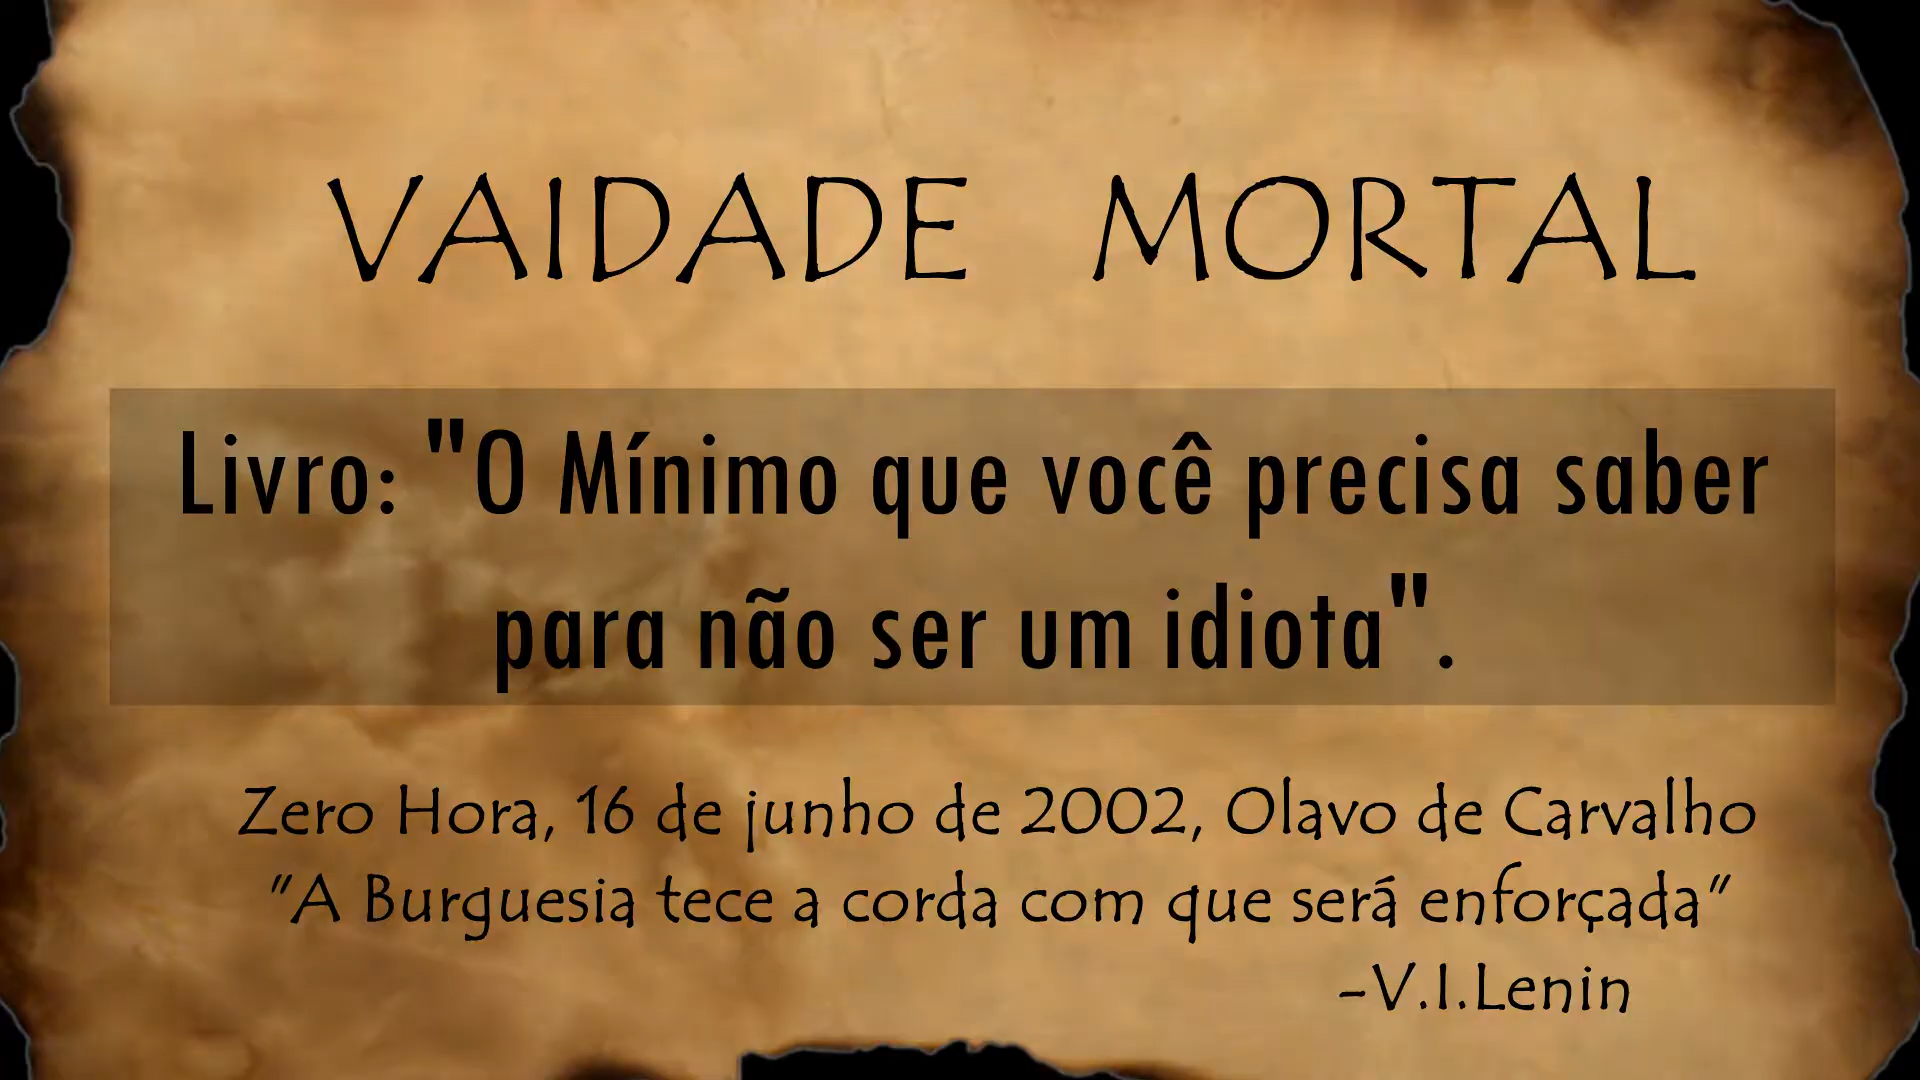 VAIDADE MORTAL
Livro: "O Mínimo que você precisa saber
para não ser um idiota".
Zero Hora, 16 de junho de 2002, Olavo de Carvalho
"A Burguesia tece a corda com que será enforçada"
-V.I.Lenin